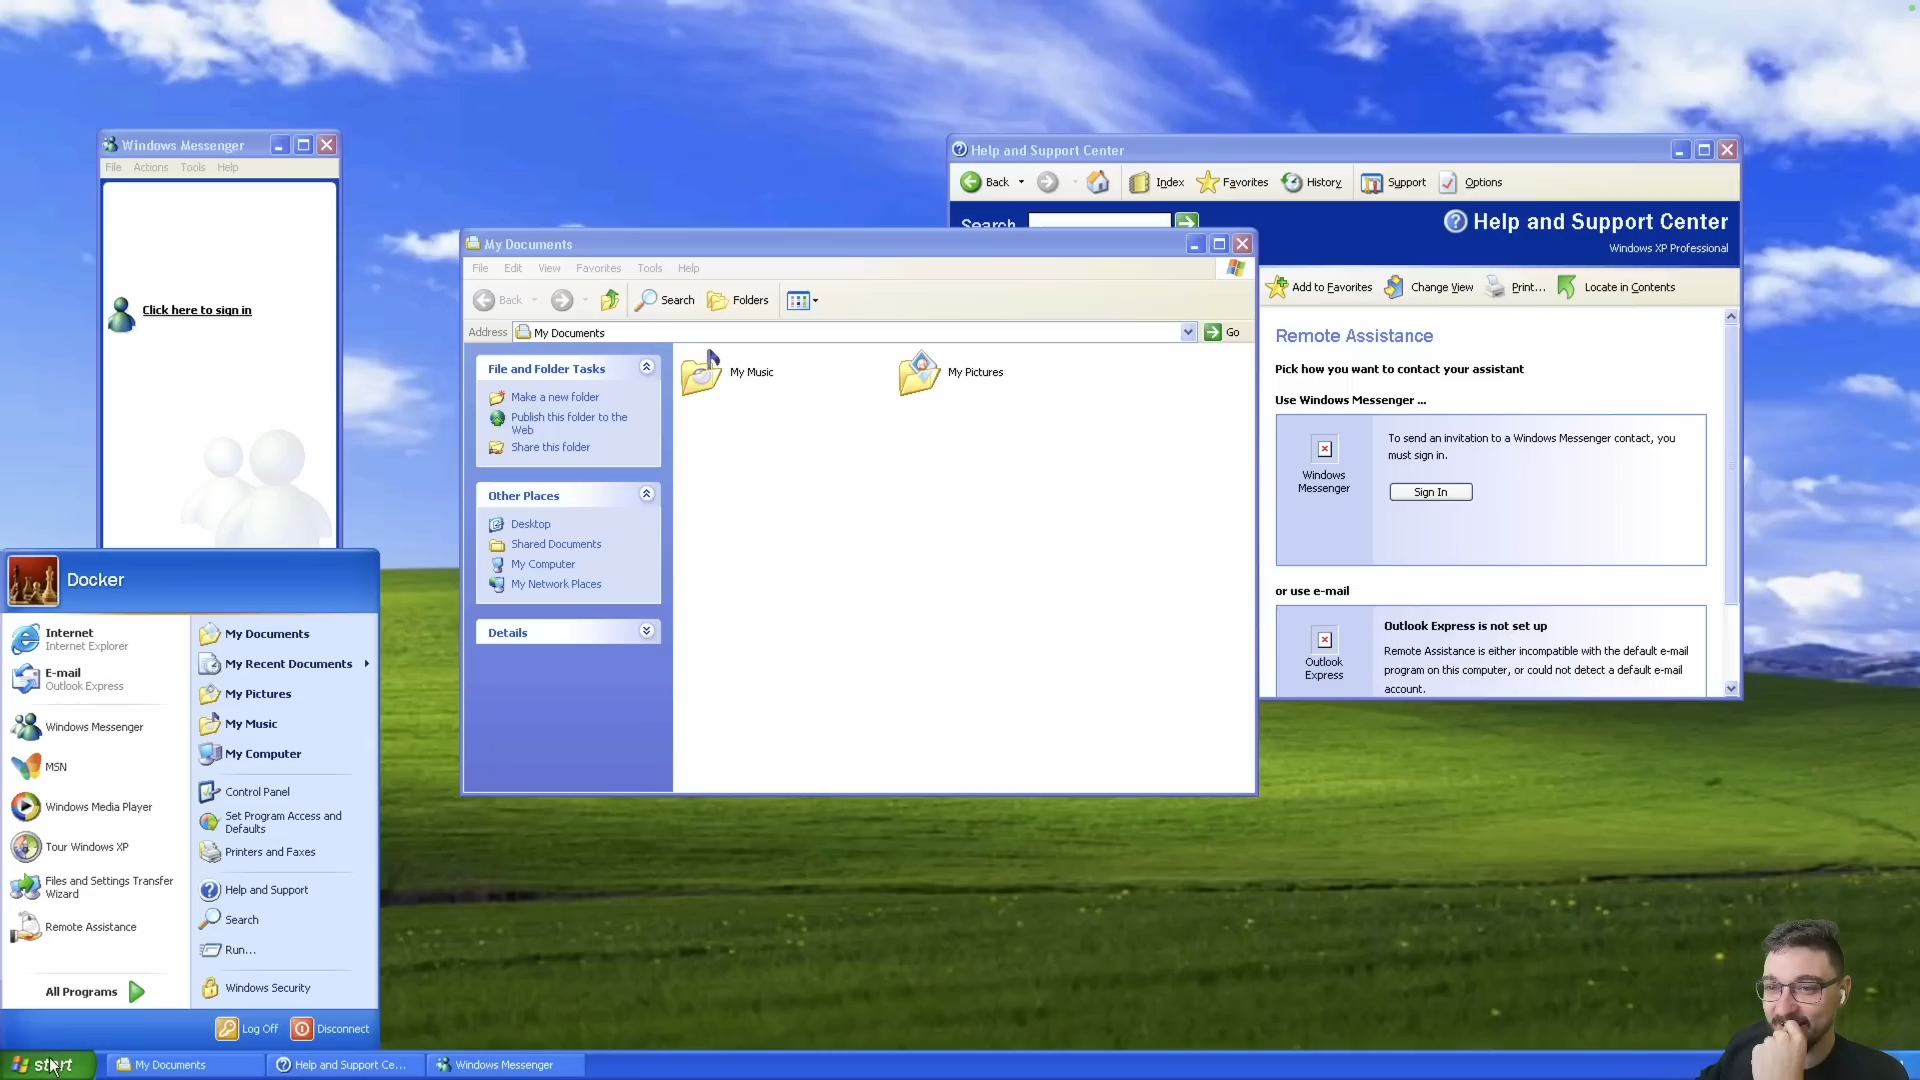 Windows Messenger
File Actions Tools Help
Click here to sign in
Help and Support Center
Back Index Favorites History Support Options
Search
Help and Support Center
Windows XP Professional
Add to Favorites Change View Print... Locate in Contents
Remote Assistance
Pick how you want to contact your assistant
Use Windows Messenger ...
Windows
Messenger
To send an invitation to a Windows Messenger contact, you
must sign in.
Sign In
or use e-mail
Outlook
Express
Outlook Express is not set up
Remote Assistance is either incompatible with the default e-mail
program on this computer, or could not detect a default e-mail
account.
My Documents
File Edit View Favorites Tools Help
Back Search Folders
Address My Documents Go
File and Folder Tasks
Make a new folder
Publish this folder to the
Web
Share this folder
Other Places
Desktop
Shared Documents
My Computer
My Network Places
Details
My Music
My Pictures
Docker
Internet
Internet Explorer
E-mail
Outlook Express
Windows Messenger
MSN
Windows Media Player
Tour Windows XP
Files and Settings Transfer
Wizard
Remote Assistance
All Programs
My Documents
My Recent Documents
My Pictures
My Music
My Computer
Control Panel
Set Program Access and
Defaults
Printers and Faxes
Help and Support
Search
Run...
Windows Security
Log Off Disconnect
start My Documents Help and Support Ce... Windows Messenger